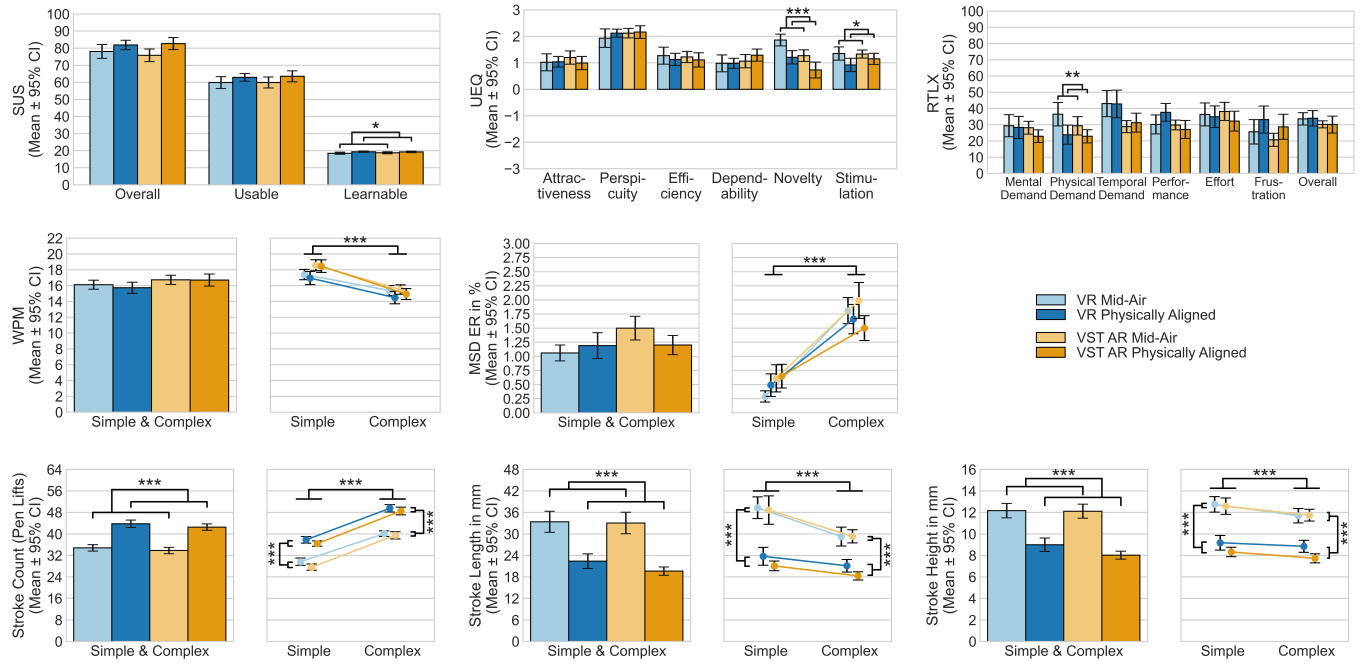 SUS
(Mean ± 95% CI)
100
90
80
70
60
50
40
30
20
10
0
*
Overall
Usable
Learnable
UEQ
(Mean ± 95% CI)
3
2
1
0
−1
−2
−3
***
*
Attrac-
tiveness
Perspi-
cuity
Effi-
ciency
Depend-
ability
Novelty
Stimu-
lation
RTLX
(Mean ± 95% CI)
100
90
80
70
60
50
40
30
20
10
0
**
Mental
Demand
Physical
Demand
Temporal
Demand
Perfor-
mance
Effort
Frus-
tration
Overall
WPM
(Mean ± 95% CI)
22
20
18
16
14
12
10
8
6
4
2
0
Simple & Complex
***
Simple
Complex
MSD ER in %
(Mean ± 95% CI)
3.00
2.75
2.50
2.25
2.00
1.75
1.50
1.25
1.00
0.75
0.50
0.25
0.00
Simple & Complex
***
Simple
Complex
VR Mid-Air
VR Physically Aligned
VST AR Mid-Air
VST AR Physically Aligned
Stroke Count (Pen Lifts)
(Mean ± 95% CI)
64
56
48
40
32
24
16
8
0
***
Simple & Complex
***
***
***
Simple
Complex
Stroke Length in mm
(Mean ± 95% CI)
48
42
36
30
24
18
12
6
0
***
Simple & Complex
***
***
***
Simple
Complex
Stroke Height in mm
(Mean ± 95% CI)
16
14
12
10
8
6
4
2
0
***
Simple & Complex
***
***
***
Simple
Complex